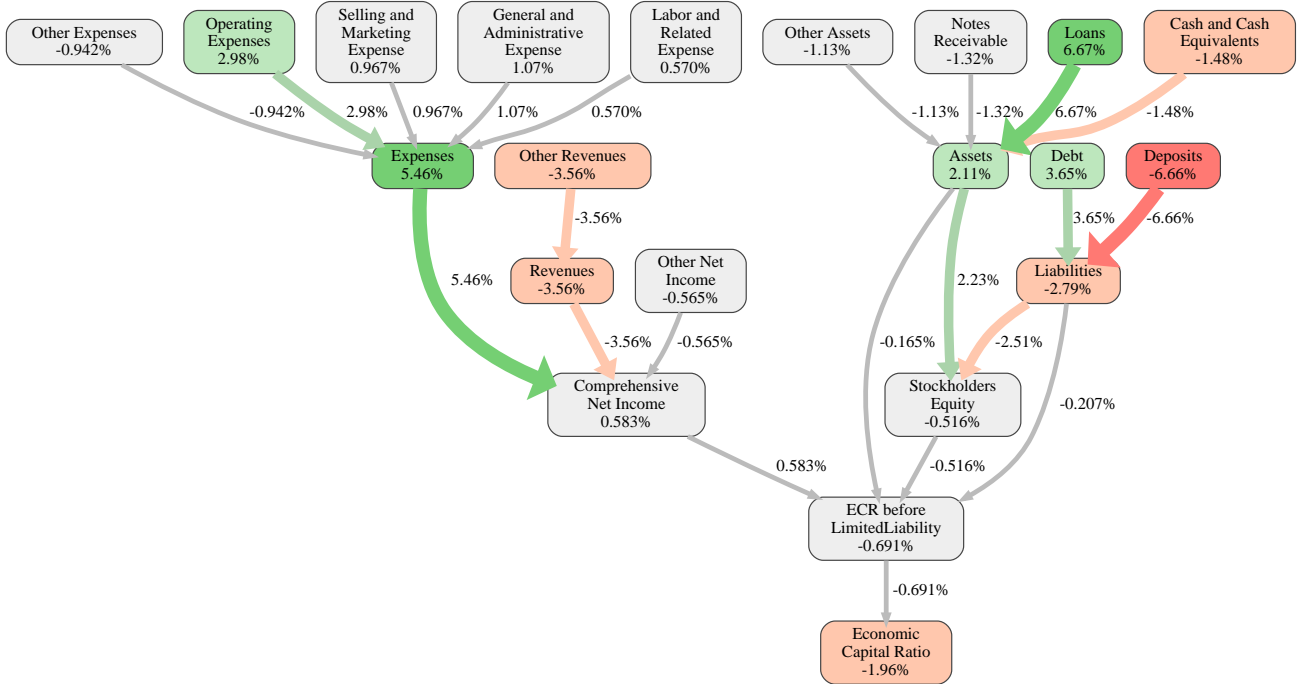 Other Expenses
-0.942%
Operating
Expenses
2.98%
Selling and
Marketing
Expense
0.967%
General and
Administrative
Expense
1.07%
Labor and
Related
Expense
0.570%
Other Assets
-1.13%
Notes
Receivable
-1.32%
Loans
6.67%
Cash and Cash
Equivalents
-1.48%
-0.942%
2.98%
0.967%
1.07%
0.570%
-1.13%
-1.32%
6.67%
-1.48%
Expenses
5.46%
Other Revenues
-3.56%
Assets
2.11%
Debt
3.65%
Deposits
-6.66%
-3.56%
3.65%
-6.66%
Revenues
-3.56%
Other Net
Income
-0.565%
Liabilities
-2.79%
5.46%
2.23%
-3.56%
-0.565%
-0.165%
-2.51%
-0.207%
Comprehensive
Net Income
0.583%
Stockholders
Equity
-0.516%
0.583%
-0.516%
ECR before
LimitedLiability
-0.691%
-0.691%
Economic
Capital Ratio
-1.96%